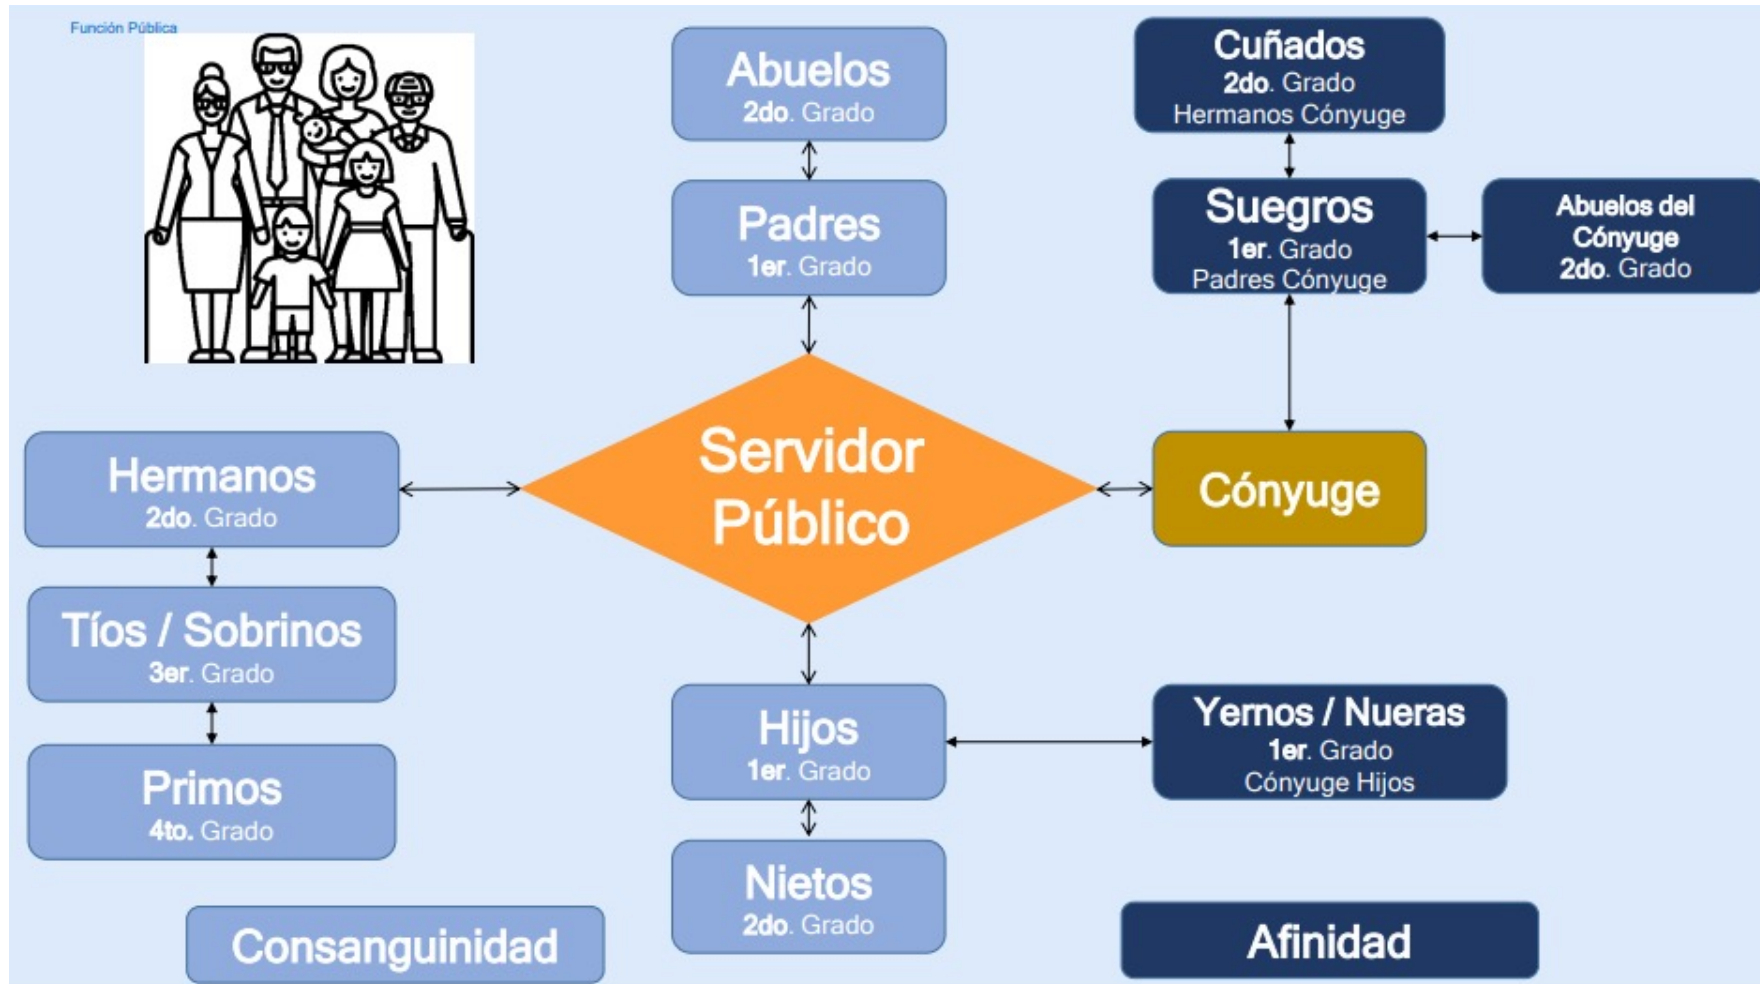 Función Pública
Abuelos
2do. Grado
Padres
1er. Grado
Cuñados
2do. Grado
Hermanos Cónyuge
Suegros
1er. Grado
Padres Cónyuge
Abuelos del
Cónyuge
2do. Grado
Hermanos
2do. Grado
Servidor
Público
Cónyuge
Tíos / Sobrinos
3er. Grado
Primos
4to. Grado
Hijos
1er. Grado
Yernos / Nueras
1er. Grado
Cónyuge Hijos
Nietos
2do. Grado
Consanguinidad
Afinidad